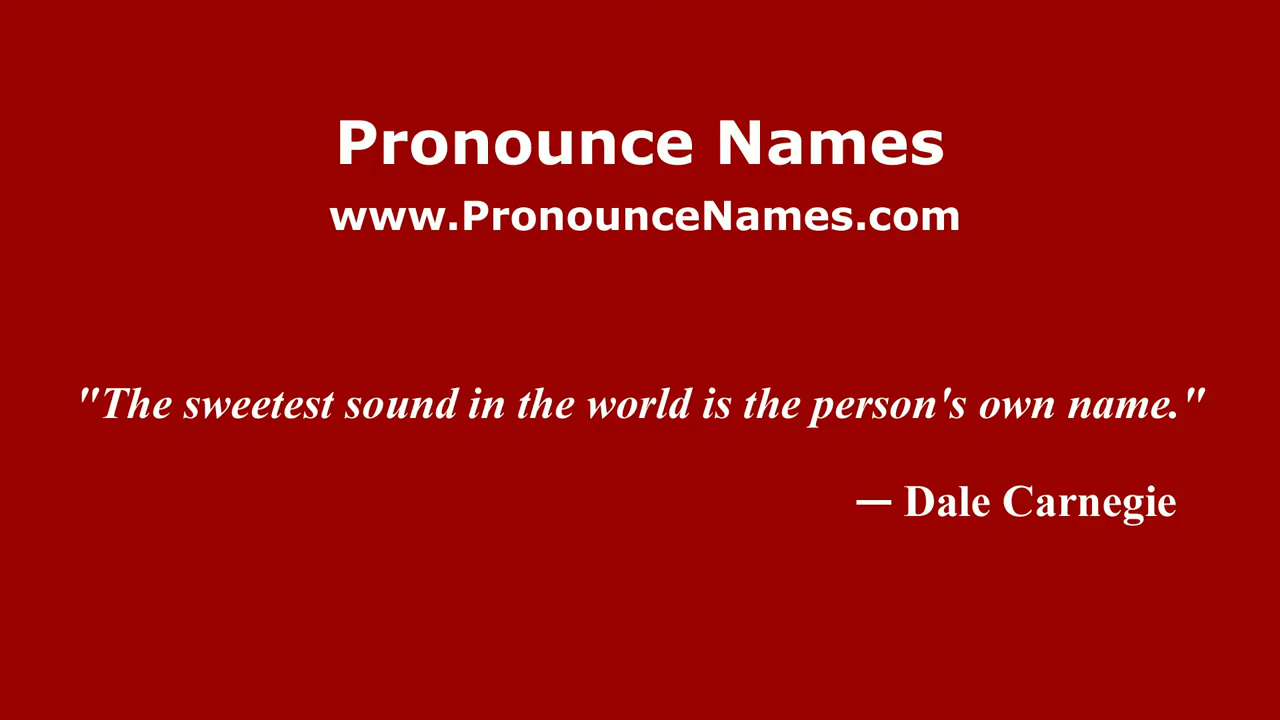 Pronounce Names
www.PronounceNames.com
"The sweetest sound in the world is the person's own name."
— Dale Carnegie